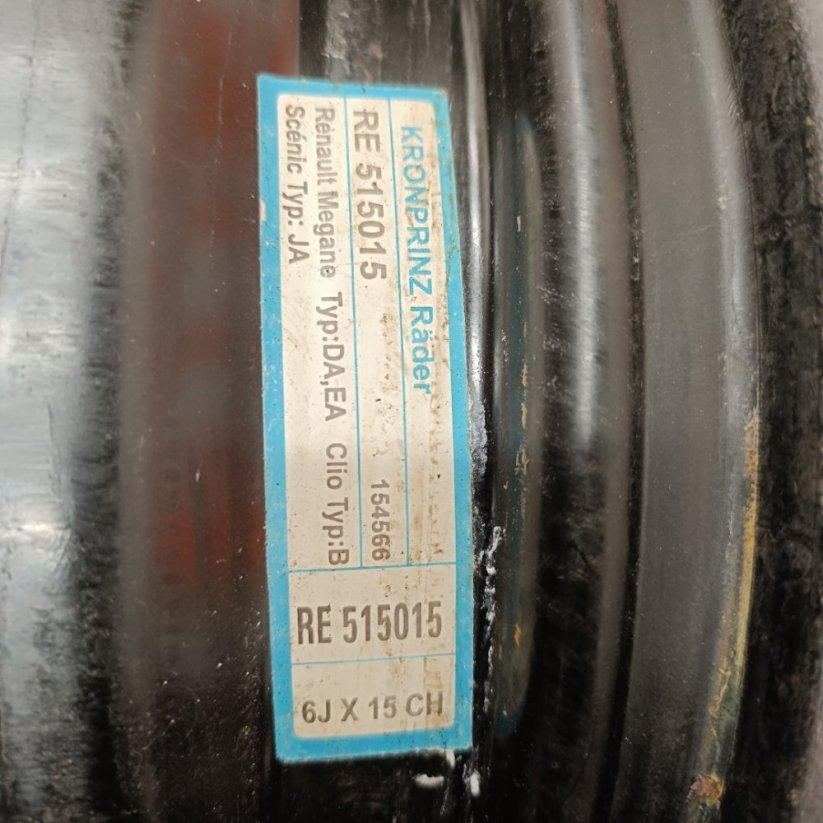 KRONPRINZ Räder
RE 515015 154566
Renault Megane Typ:DA,EA Clio Typ:B
Scénic Typ: JA
RE 515015
6J X 15 CH